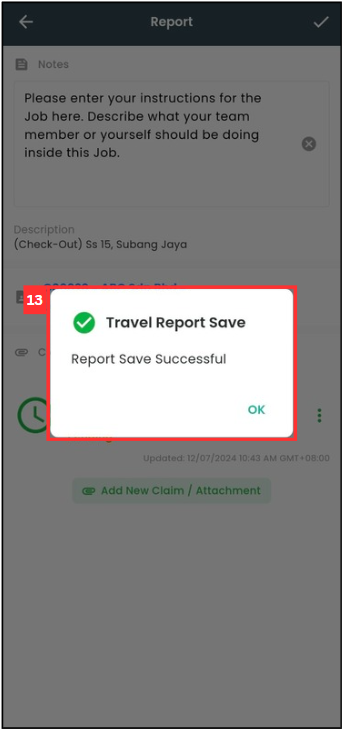 Report
Notes
Please enter your instructions for the
Job here. Describe what your team
member or yourself should be doing
inside this Job.
Description
(Check-Out) Ss 15, Subang Jaya
13
Travel Report Save
Report Save Successful
C
OK
Updated: 12/07/2024 10:43 AM GMT+08:00
Add New Claim / Attachment